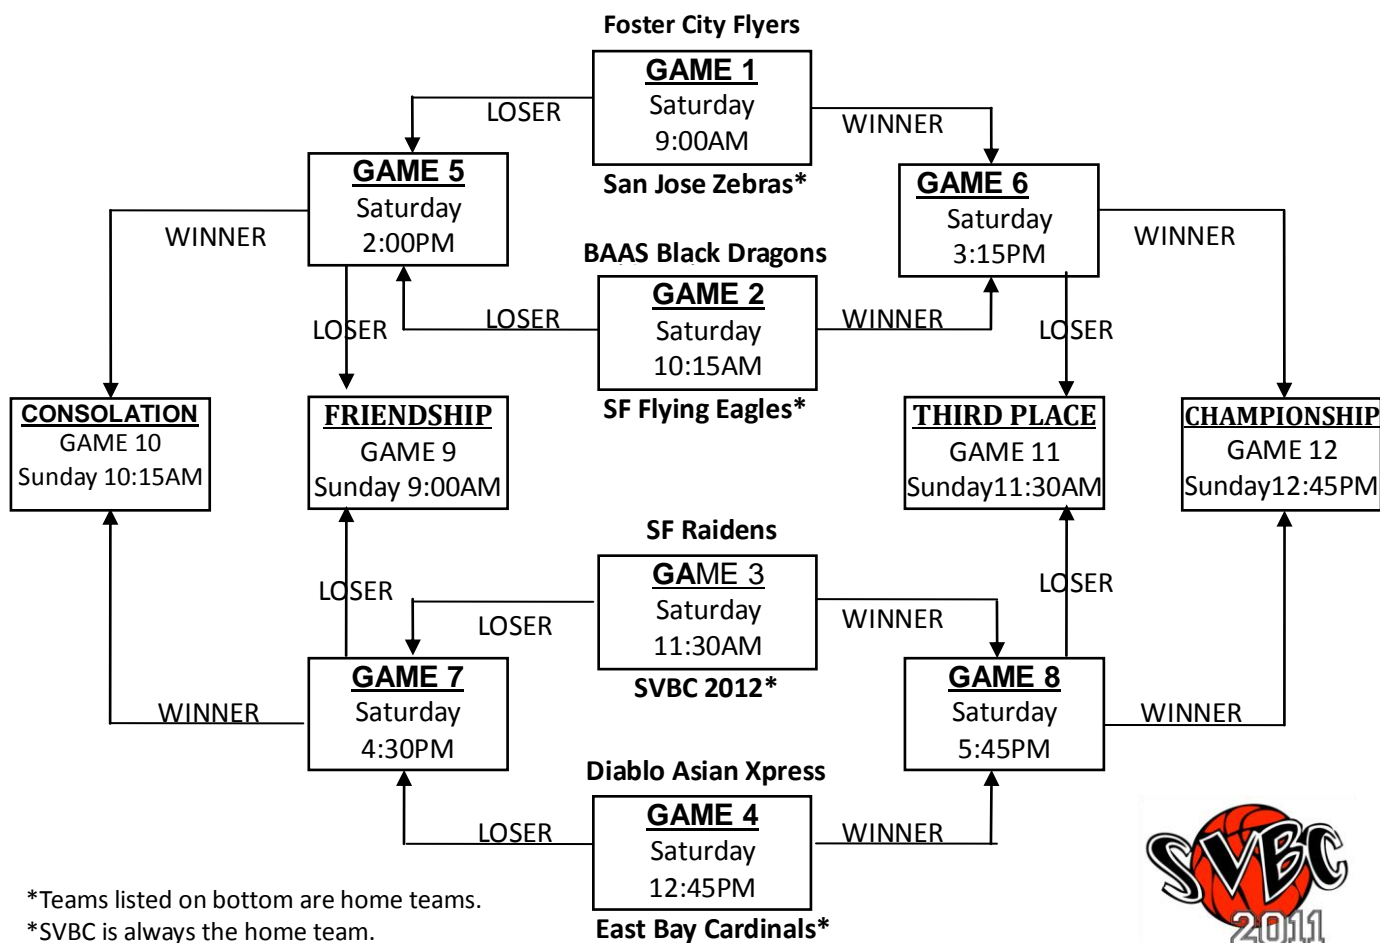 Foster City Flyers
GAME 1
Saturday
9:00AM
San Jose Zebras*
LOSER
WINNER
GAME 5
Saturday
2:00PM
GAME 6
Saturday
3:15PM
WINNER
WINNER
BAAS Black Dragons
GAME 2
Saturday
10:15AM
SF Flying Eagles*
LOSER
WINNER
LOSER
LOSER
CONSOLATION
GAME 10
Sunday 10:15AM
FRIENDSHIP
GAME 9
Sunday 9:00AM
THIRD PLACE
GAME 11
Sunday11:30AM
CHAMPIONSHIP
GAME 12
Sunday12:45PM
SF Raidens
GAME 3
Saturday
11:30AM
SVBC 2012*
LOSER
LOSER
LOSER
WINNER
GAME 7
Saturday
4:30PM
GAME 8
Saturday
5:45PM
WINNER
WINNER
Diablo Asian Xpress
GAME 4
Saturday
12:45PM
East Bay Cardinals*
LOSER
WINNER
*Teams listed on bottom are home teams.
*SVBC is always the home team.
SVBC
2011